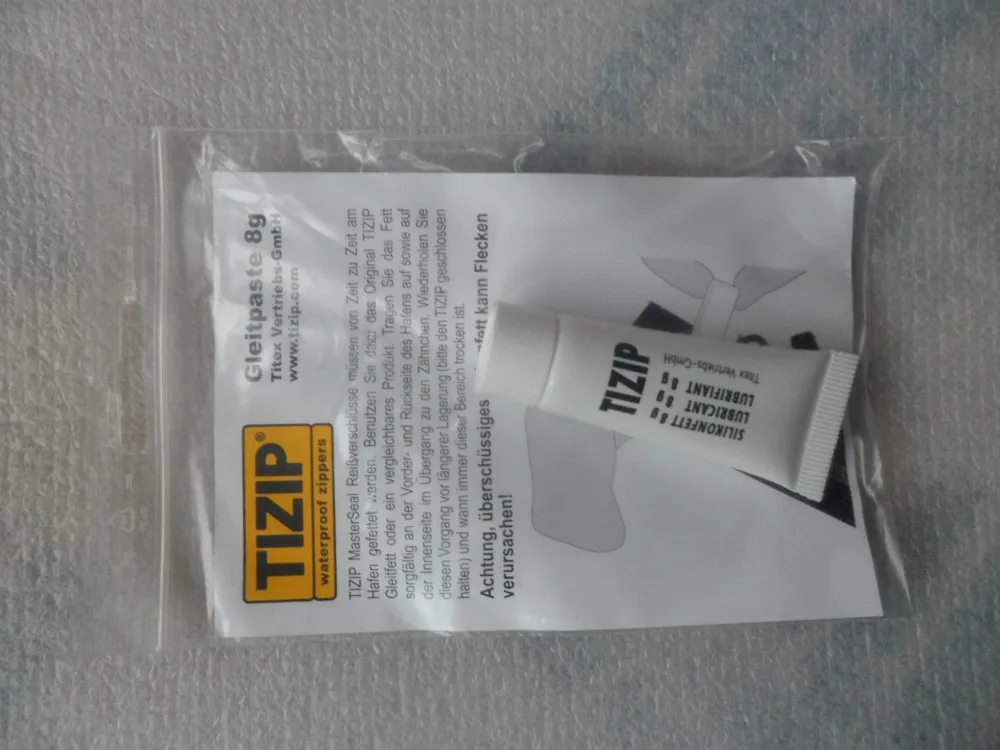 TIZIP®
waterproof zippers
Gleitpaste 8g
Titex Vertriebs-GmbH
www.tizip.com
TIZIP MasterSeal Reißverschlüsse müssen von Zeit zu Zeit am
Hafen gefettet werden. Benutzen Sie dazu das Original TIZIP
Gleitfett oder ein vergleichbares Produkt. Tragen Sie das Fett
sorgfältig an der Vorder- und Rückseite des Hafens auf sowie auf
der Innenseite im Übergang zu den Zähnchen. Wiederholen Sie
diesen Vorgang vor längerer Lagerung (bitte den TIZIP geschlossen
halten) und wann immer dieser Bereich trocken ist.
Achtung, überschüssiges kann Flecken
verursachen!
TIZIP
Titex Vertriebs-GmbH
SILIKONFETT 8g
LUBRICANT 8g
LUBRIFIANT 8g